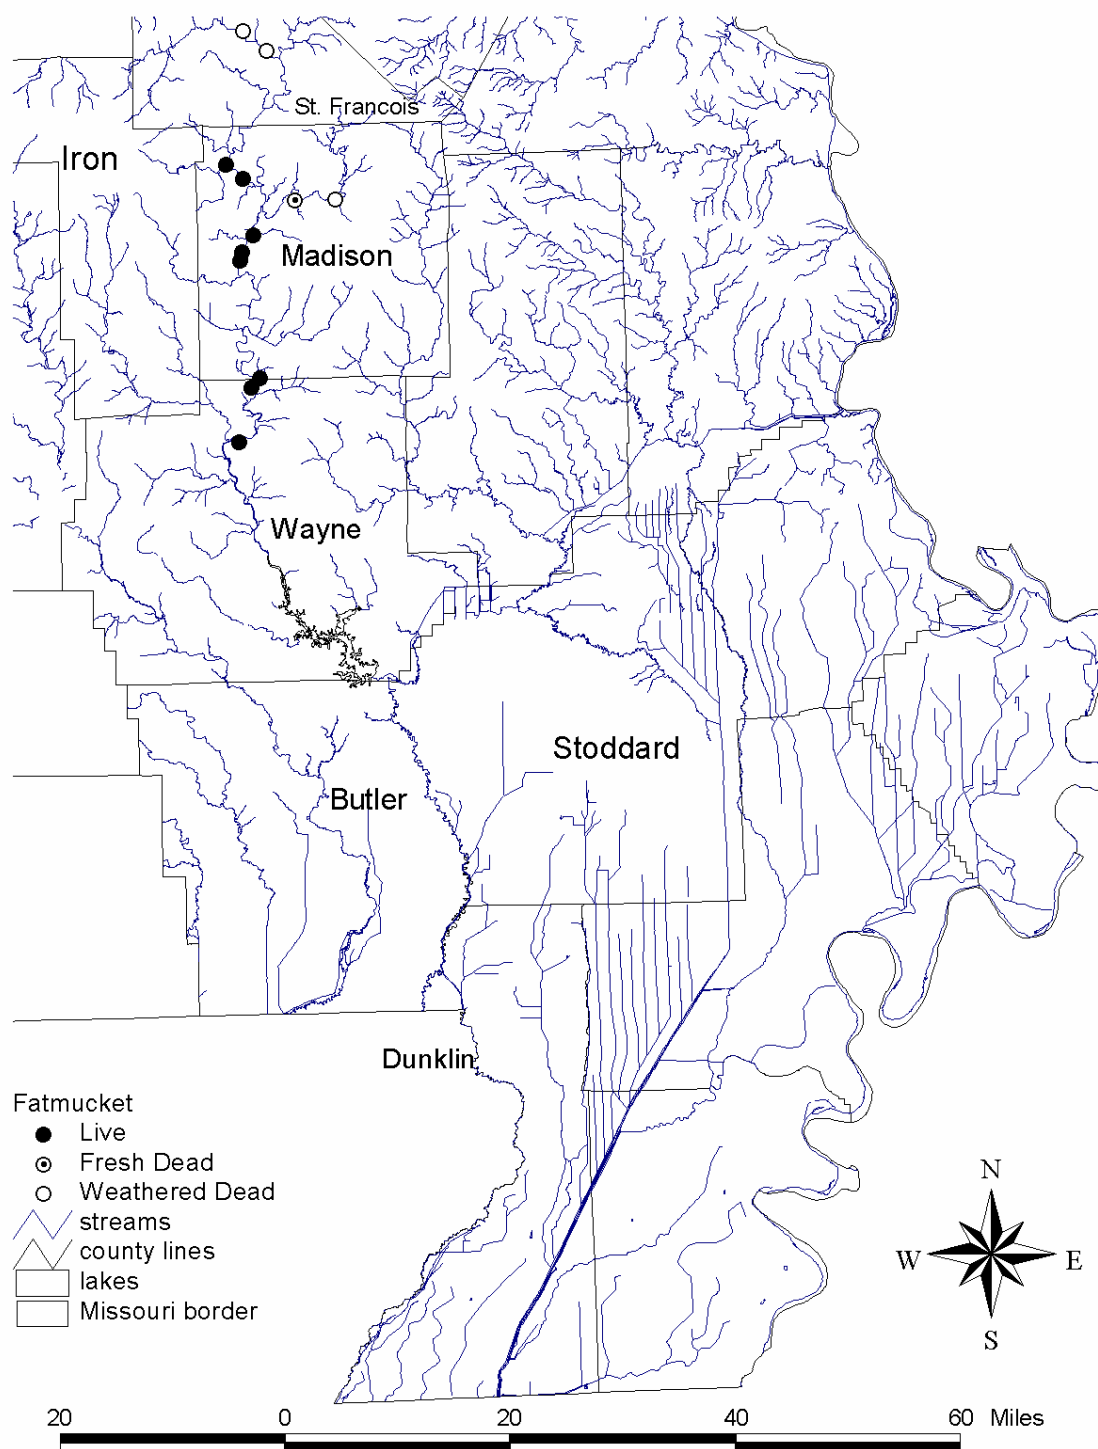 St. Francois
Iron
Madison
Wayne
Stoddard
Butler
Dunklin
Fatmucket
Live
Fresh Dead
Weathered Dead
streams
county lines
lakes
Missouri border
N
W E
S
20 0 20 40 60 Miles